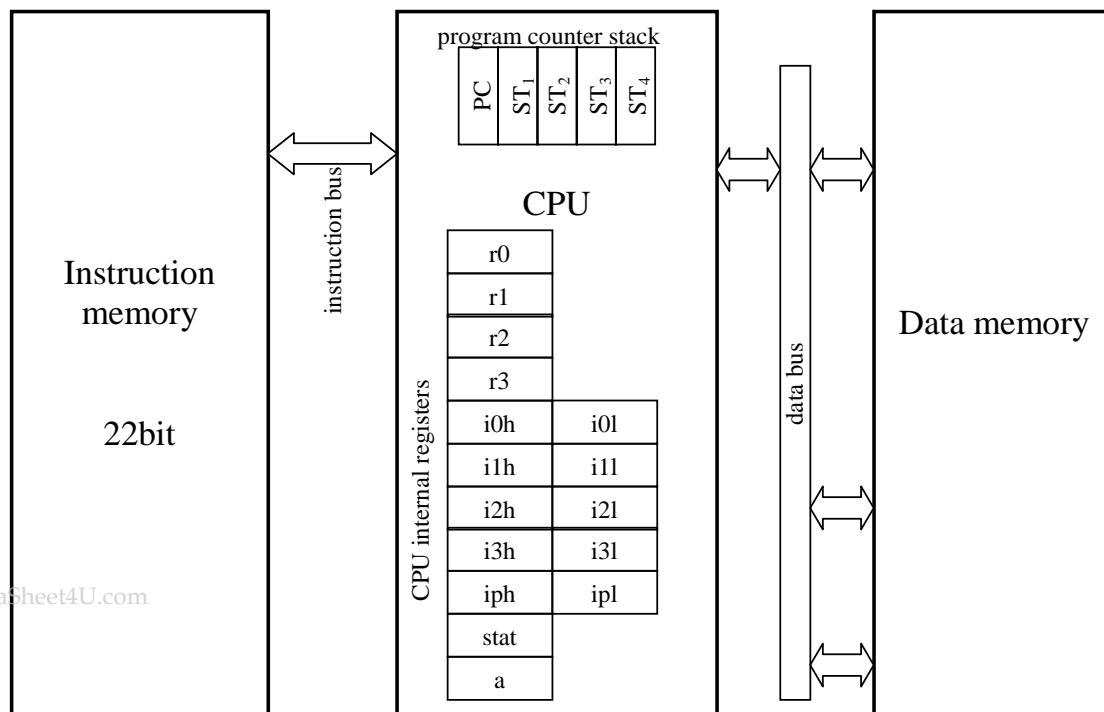 program counter stack
PC
ST1
ST2
ST3
ST4
instruction bus
CPU
Instruction
memory
22bit
CPU internal registers
r0
r1
r2
r3
i0h
i0l
i1h
i1l
i2h
i2l
i3h
i3l
iph
ipl
stat
a
data bus
Data memory
aSheet4U.com